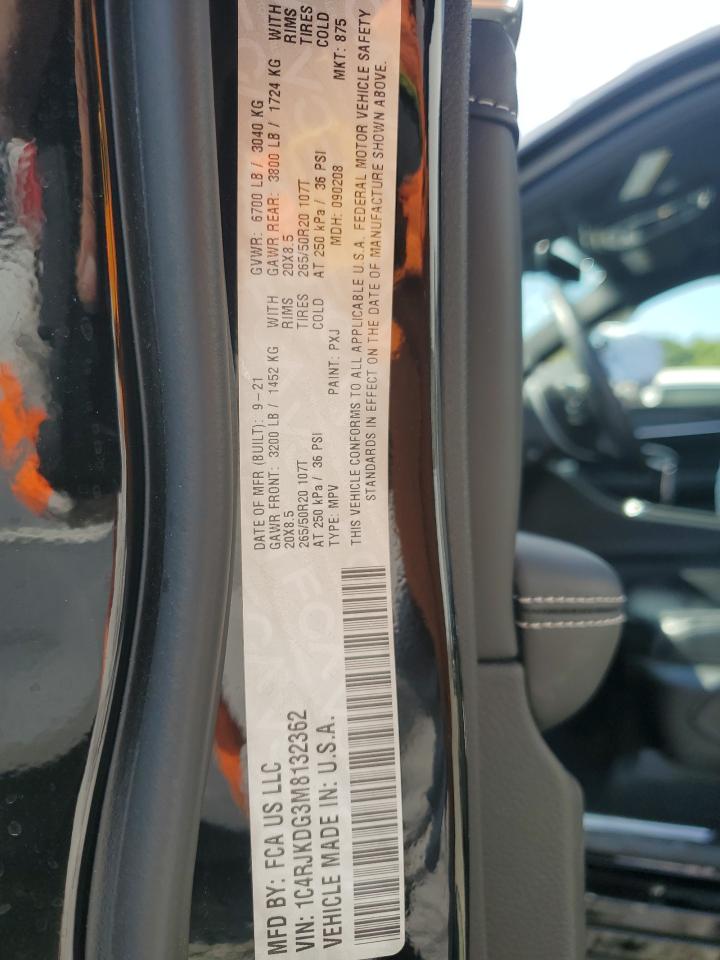 MFD BY: FCA US LLC
VIN: 1C4RJKDG3M8132362
VEHICLE MADE IN: U.S.A.
DATE OF MFR (BUILT): 9-21
GAWR FRONT: 3200 LB / 1452 KG WITH
20X8.5 RIMS
265/50R20 107T TIRES
AT 250 kPa / 36 PSI COLD
TYPE: MPV PAINT: PXJ
GVWR: 6700 LB / 3040 KG
GAWR REAR: 3800 LB / 1724 KG WITH
20X8.5 RIMS
265/50R20 107T TIRES
AT 250 kPa / 36 PSI COLD
MDH: 090208 MKT: 875
THIS VEHICLE CONFORMS TO ALL APPLICABLE U.S.A. FEDERAL MOTOR VEHICLE SAFETY
STANDARDS IN EFFECT ON THE DATE OF MANUFACTURE SHOWN ABOVE.